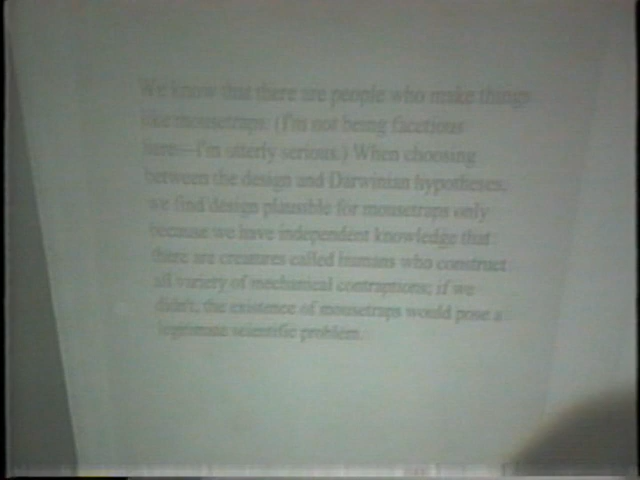 We know that there are people who make things
like mousetraps. (I'm not being facetious
here—I'm utterly serious.) When choosing
between the design and Darwinian hypotheses,
we find design plausible for mousetraps only
because we have independent knowledge that
there are creatures called humans who construct
all variety of mechanical contraptions; if we
didn't, the existence of mousetraps would pose a
legitimate scientific problem.